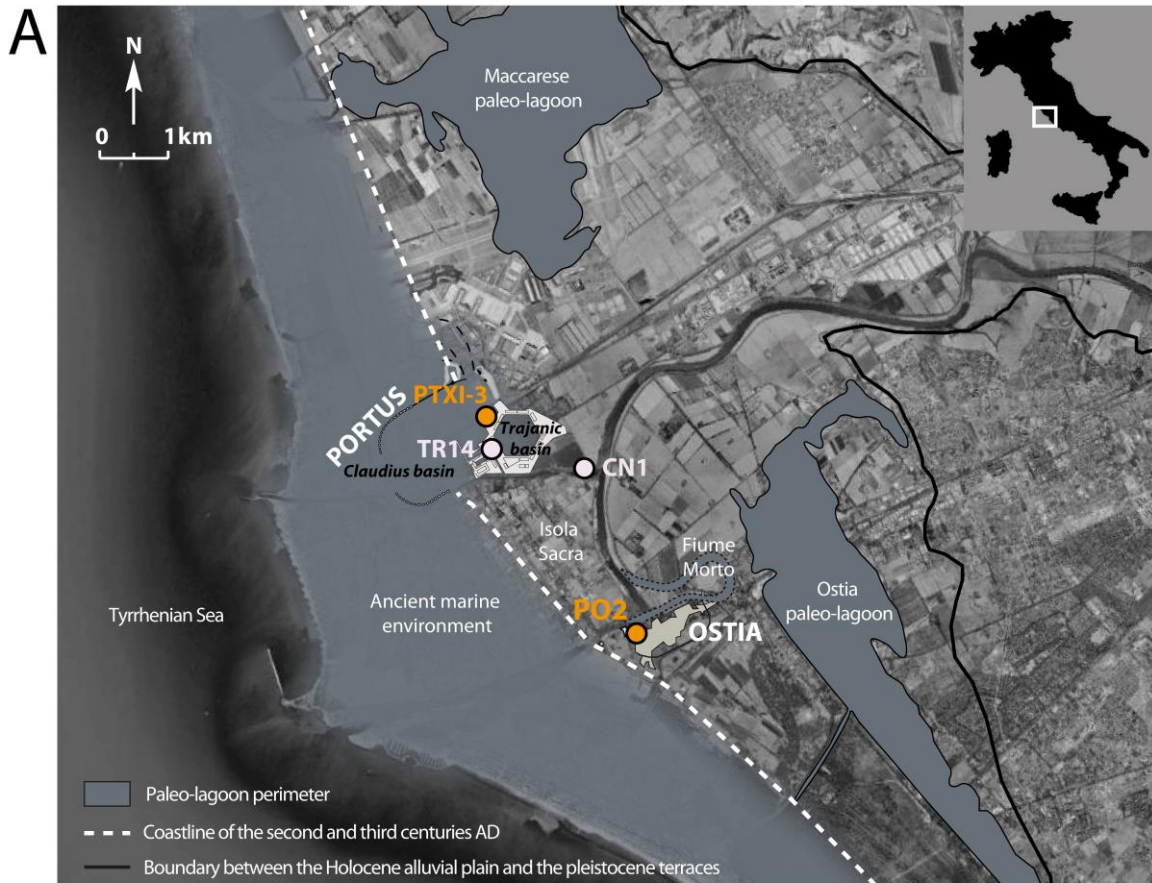 A
N
0 1km
Maccarese
paleo-lagoon
PORTUS
PTXI-3
Trajanic
basin
TR14
Claudius basin
CN1
Isola
Sacra
Fiume
Morto
Ancient marine
environment
Tyrrhenian Sea
PO2
OSTIA
Ostia
paleo-lagoon
Paleo-lagoon perimeter
Coastline of the second and third centuries AD
Boundary between the Holocene alluvial plain and the pleistocene terraces